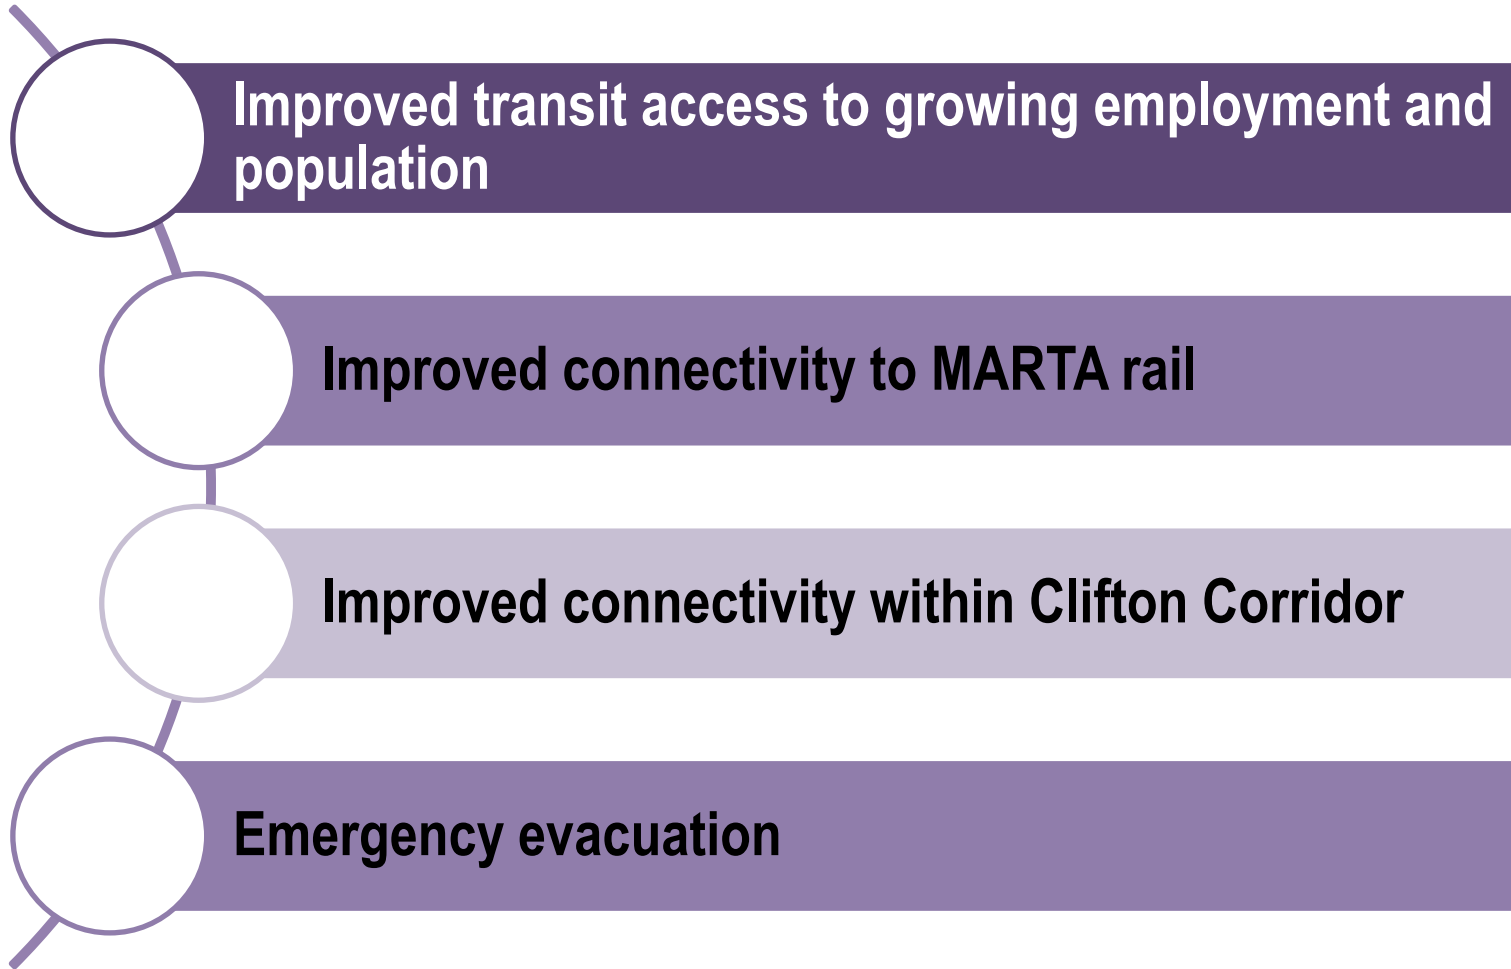 Improved transit access to growing employment and
population
Improved connectivity to MARTA rail
Improved connectivity within Clifton Corridor
Emergency evacuation